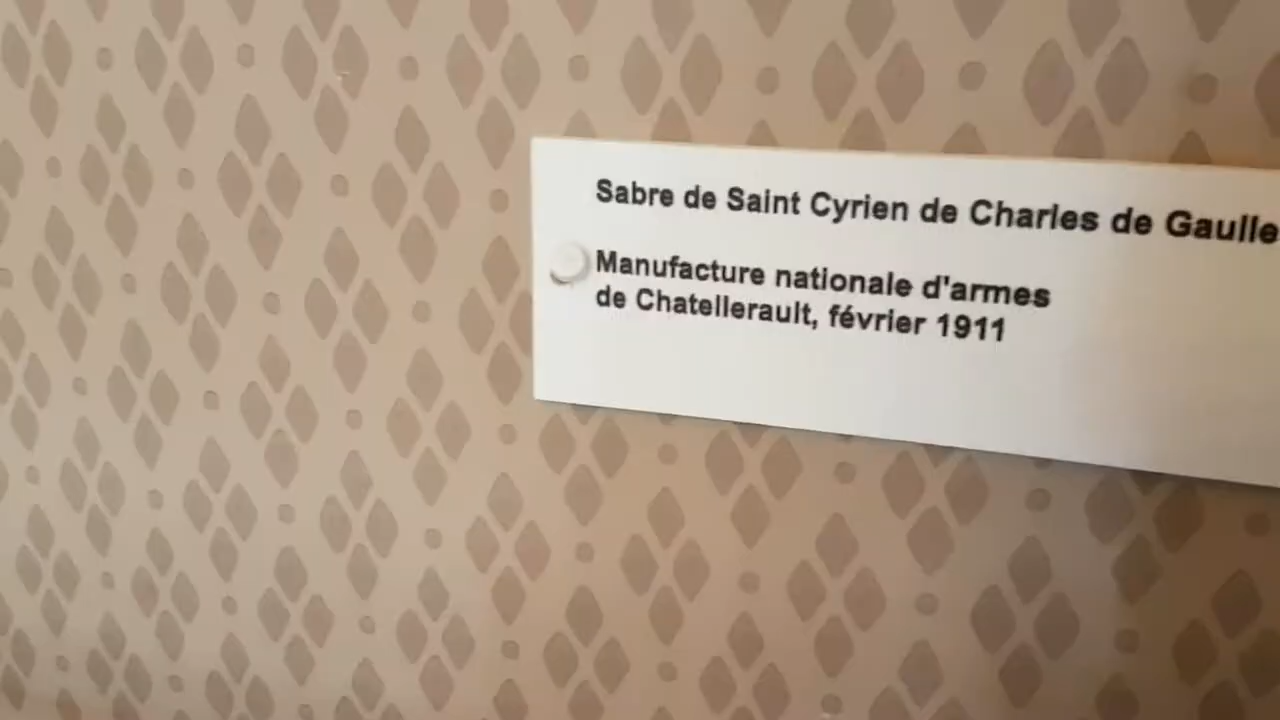 Sabre de Saint Cyrien de Charles de Gaulle
Manufacture nationale d'armes
de Chatellerault, février 1911